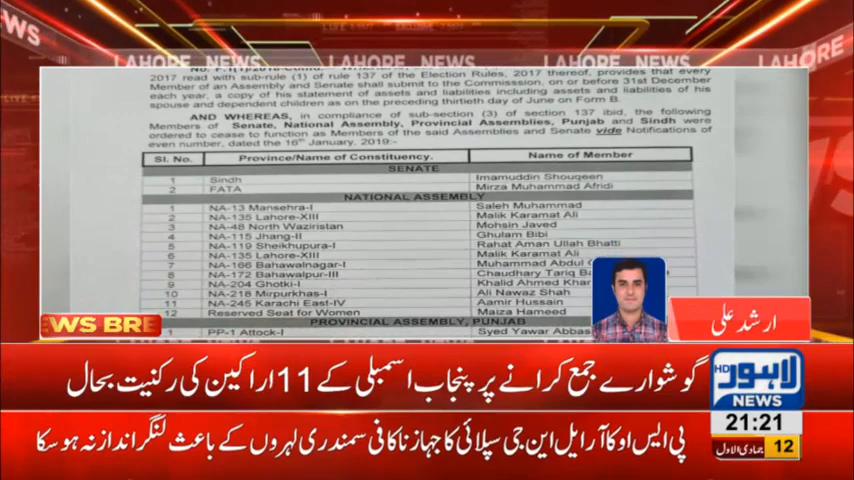 LAHORE NEWS
LAHORE NEWS
LAHORE NEWS
2017 read with sub-rule (1) of rule 137 of the Election Rules, 2017 thereof, provides that every
Member of an Assembly and Senate shall submit to the Commisssion, on or before 31st December
each year, a copy of his statement of assets and liabilities including assets and liabilities of his
spouse and dependent children as on the preceding thirtieth day of June on Form B.
AND WHEREAS, in compliance of sub-section (3) of section 137 ibid, the following
Members of Senate, National Assembly, Provincial Assemblies, Punjab and Sindh were
ordered to cease to function as Members of the said Assemblies and Senate vide Notifications of
even number, dated the 16th January, 2019:-
Sl. No. Province/Name of Constituency. Name of Member
SENATE
1 Sindh Imamuddin Shouqeen
2 FATA Mirza Muhammad Afridi
NATIONAL ASSEMBLY
1 NA-13 Mansehra-I Saleh Muhammad
2 NA-135 Lahore-XIII Malik Karamat Ali
3 NA-48 North Waziristan Mohsin Javed
4 NA-115 Jhang-II Ghulam Bibi
5 NA-119 Sheikhupura-I Rahat Aman Ullah Bhatti
6 NA-135 Lahore-XIII Malik Karamat Ali
7 NA-166 Bahawalnagar-I Muhammad Abdul
8 NA-172 Bahawalpur-III Chaudhary Tariq
9 NA-204 Ghotki-I Khalid Ahmed
10 NA-218 Mirpurkhas-I Ali Nawaz Shah
11 NA-245 Karachi East-IV Aamir Hussain
12 Reserved Seat for Women Maiza Hameed
PROVINCIAL ASSEMBLY, PUNJAB
1 PP-1 Attock-I Syed Yawar
ارشد علی
EWS BRE
گوشوارے جمع کرانے پر پنجاب اسمبلی کے 11 اراکین کی رکنیت بحال
لاہور HD
NEWS
21:21
12 جمادی الاول
پی ایس او کا آر ایل این جی سپلائی کا جہاز ناکافی سمندری لہروں کے باعث لنگر انداز نہ ہو سکا